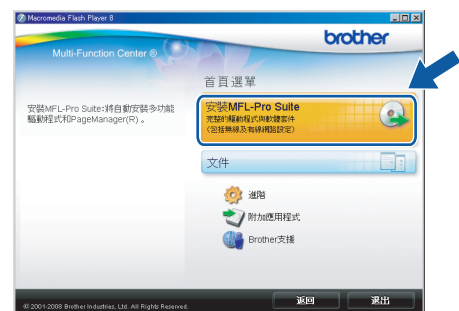 Macromedia Flash Player 8
brother
Multi-Function Center ®
首頁選單
安裝MFL-Pro Suite:將自動安裝多功能
驅動程式和PageManager(R)。
安裝MFL-Pro Suite
完整的驅動程式與軟體套件
(包括無線及有線網路設定)
文件
進階
附加應用程式
Brother支援
© 2001-2008 Brother Industries, Ltd. All Rights Reserved.
返回
退出